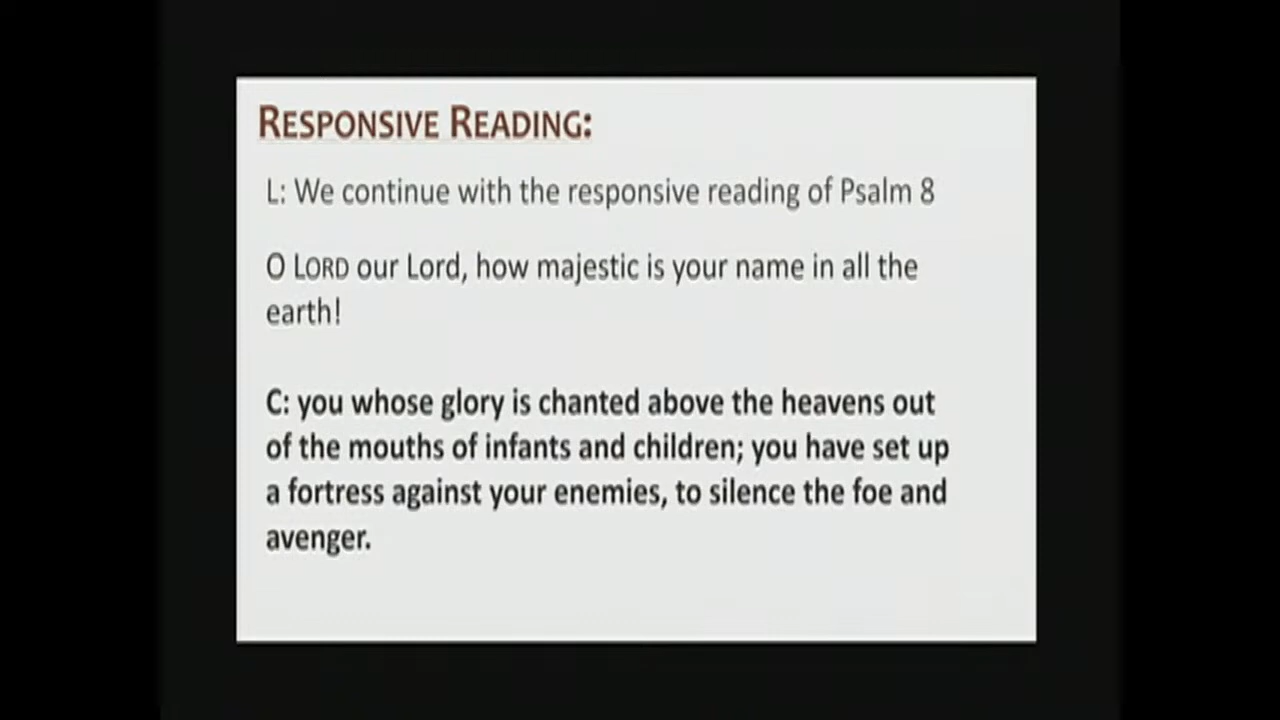 RESPONSIVE READING:
L: We continue with the responsive reading of Psalm 8
O LORD our Lord, how majestic is your name in all the
earth!
C: you whose glory is chanted above the heavens out
of the mouths of infants and children; you have set up
a fortress against your enemies, to silence the foe and
avenger.